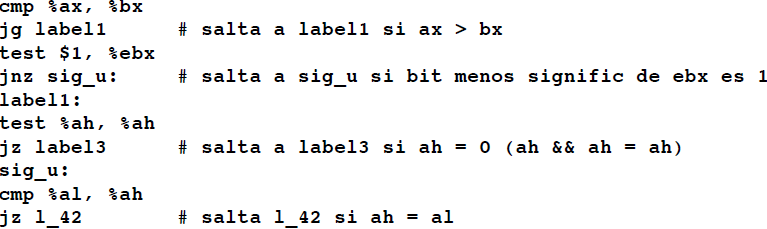 cmp %ax, %bx
jg label1 # salta a label1 si ax > bx
test $1, %ebx
jnz sig_u: # salta a sig_u si bit menos signific de ebx es 1
label1:
test %ah, %ah
jz label3 # salta a label3 si ah = 0 (ah && ah = ah)
sig_u:
cmp %al, %ah
jz l_42 # salta l_42 si ah = al